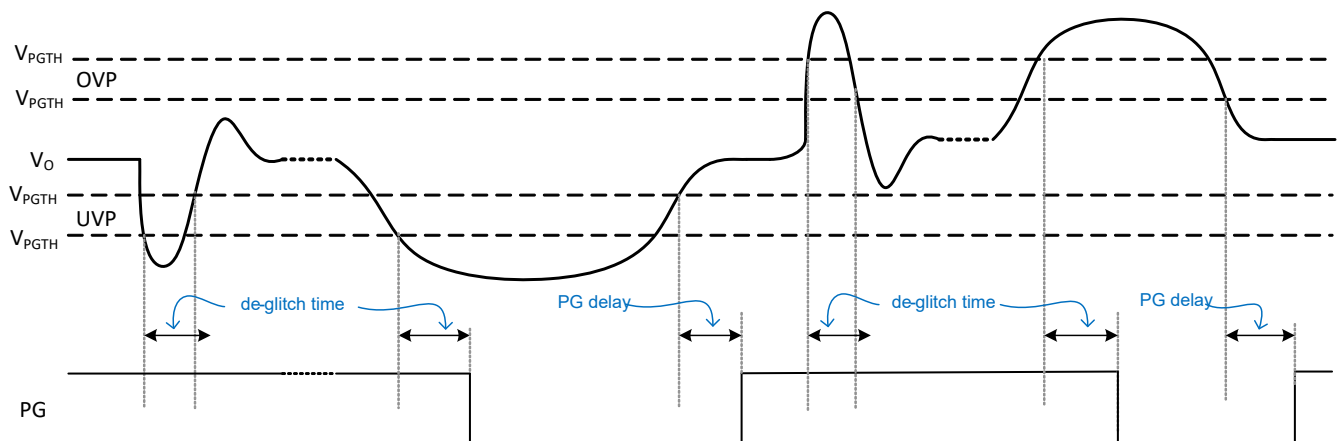 VPGTH
OVP
VPGTH
VO
VPGTH
UVP
VPGTH
de-glitch time
PG delay
de-glitch time
PG delay
PG